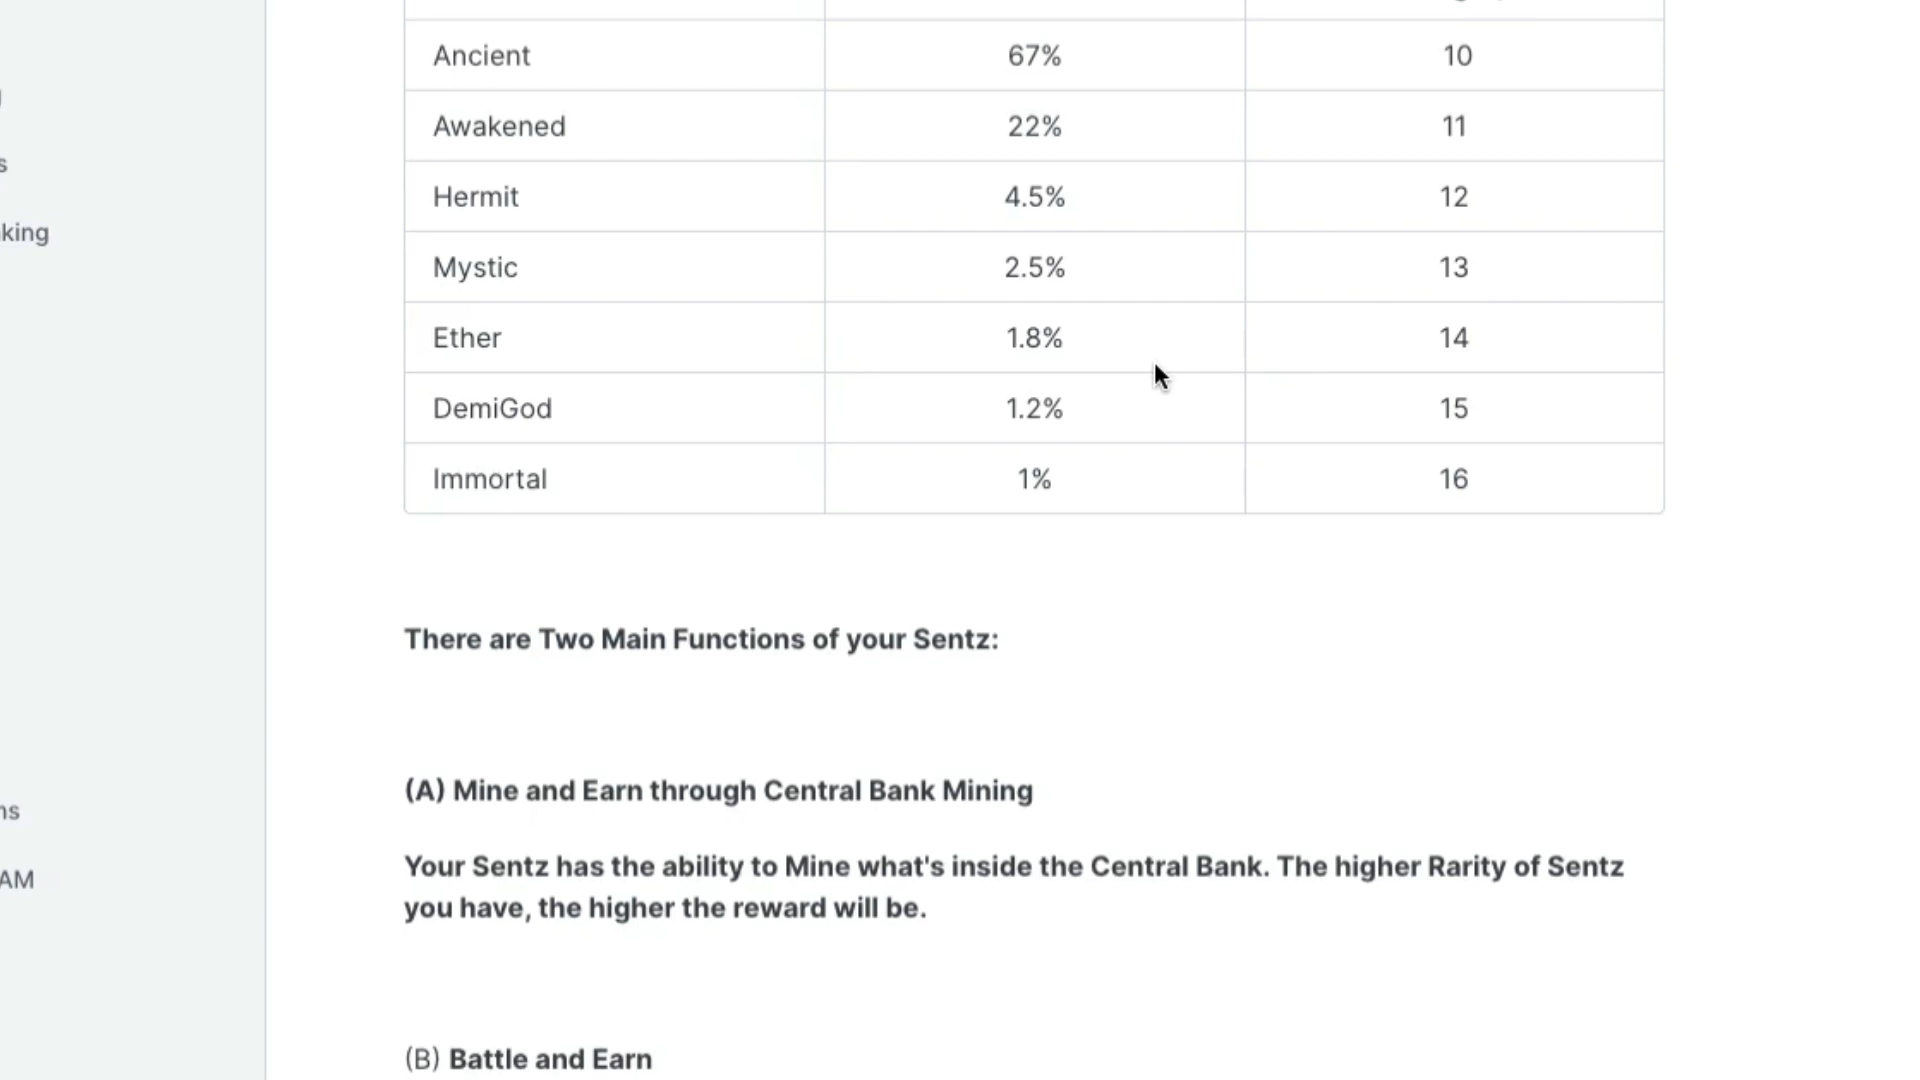 Ancient 67% 10
Awakened 22% 11
s
Hermit 4.5% 12
king
Mystic 2.5% 13
Ether 1.8% 14
DemiGod 1.2% 15
Immortal 1% 16
There are Two Main Functions of your Sentz:
(A) Mine and Earn through Central Bank Mining
ns
Your Sentz has the ability to Mine what's inside the Central Bank. The higher Rarity of Sentz
AM
you have, the higher the reward will be.
(B) Battle and Earn